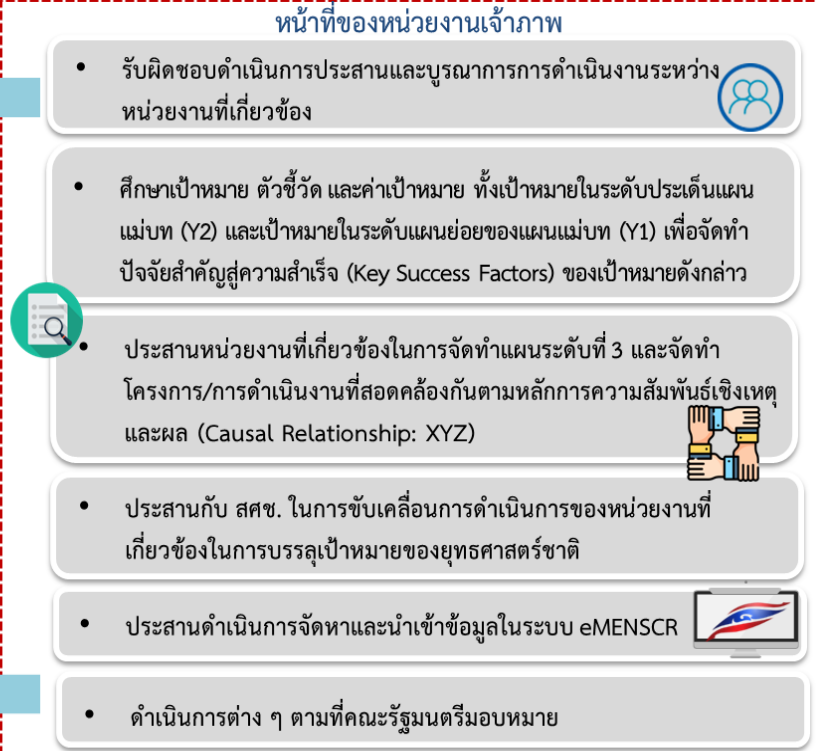 หน้าที่ของหน่วยงานเจ้าภาพ
• รับผิดชอบดำเนินการประสานและบูรณาการการดำเนินงานระหว่าง
หน่วยงานที่เกี่ยวข้อง
• ศึกษาเป้าหมาย ตัวชี้วัด และค่าเป้าหมาย ทั้งเป้าหมายในระดับประเด็นแผน
แม่บท (Y2) และเป้าหมายในระดับแผนย่อยของแผนแม่บท (Y1) เพื่อจัดทำ
ปัจจัยสำคัญสู่ความสำเร็จ (Key Success Factors) ของเป้าหมายดังกล่าว
• ประสานหน่วยงานที่เกี่ยวข้องในการจัดทำแผนระดับที่ 3 และจัดทำ
โครงการ/การดำเนินงานที่สอดคล้องกันตามหลักการความสัมพันธ์เชิงเหตุ
และผล (Causal Relationship: XYZ)
• ประสานกับ สศช. ในการขับเคลื่อนการดำเนินการของหน่วยงานที่
เกี่ยวข้องในการบรรลุเป้าหมายของยุทธศาสตร์ชาติ
• ประสานดำเนินการจัดหาและนำเข้าข้อมูลในระบบ eMENSCR
• ดำเนินการต่าง ๆ ตามที่คณะรัฐมนตรีมอบหมาย